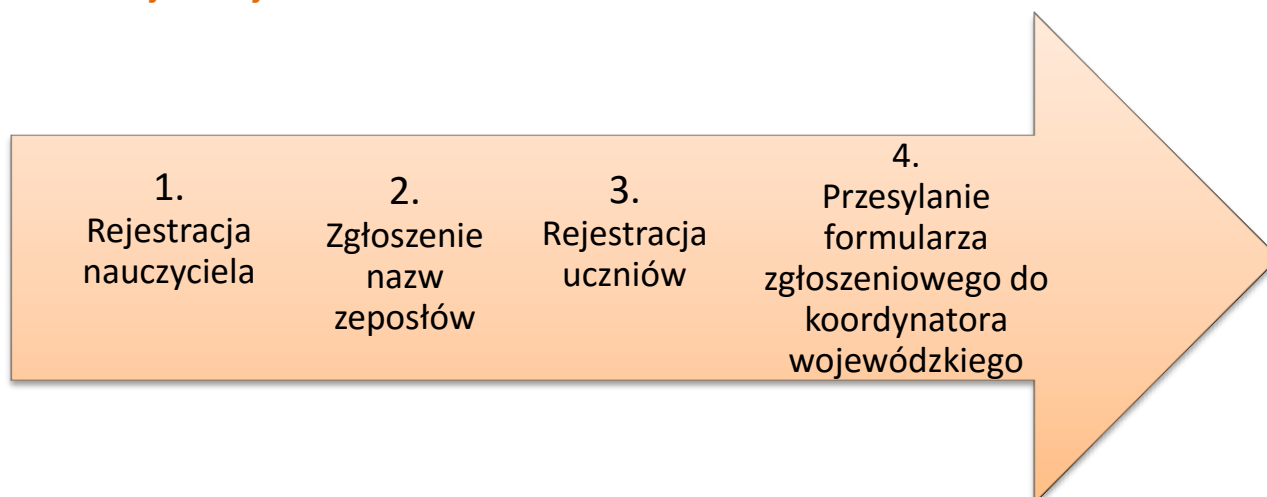 1.
Rejestracja
nauczyciela
2.
Zgłoszenie
nazw
zeposłów
3.
Rejestracja
uczniów
4.
Przesylanie
formularza
zgłoszeniowego do
koordynatora
wojewódzkiego